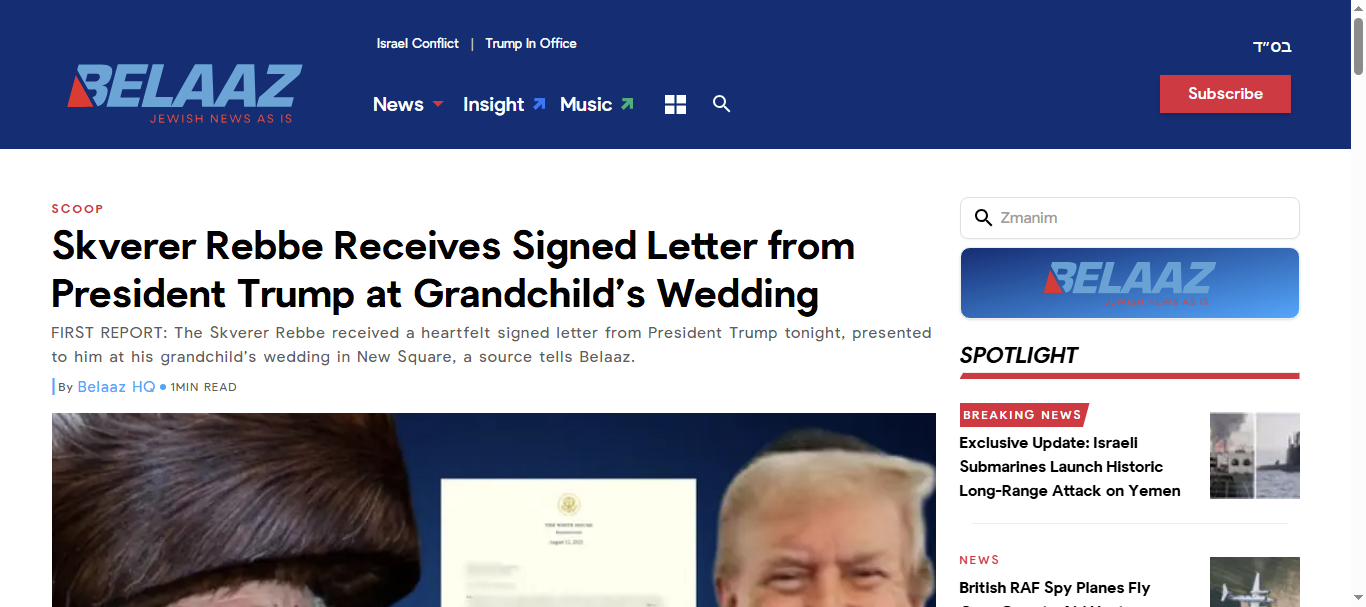 Israel Conflict | Trump In Office
בס״ד
BELAAZ
JEWISH NEWS AS IS
News Insight Music
Subscribe
SCOOP
Skverer Rebbe Receives Signed Letter from
President Trump at Grandchild’s Wedding
FIRST REPORT: The Skverer Rebbe received a heartfelt signed letter from President Trump tonight, presented
to him at his grandchild’s wedding in New Square, a source tells Belaaz.
By Belaaz HQ • 1MIN READ
THE WHITE HOUSE
Zmanim
BELAAZ
JEWISH NEWS AS IS
SPOTLIGHT
BREAKING NEWS
Exclusive Update: Israeli
Submarines Launch Historic
Long-Range Attack on Yemen
NEWS
British RAF Spy Planes Fly